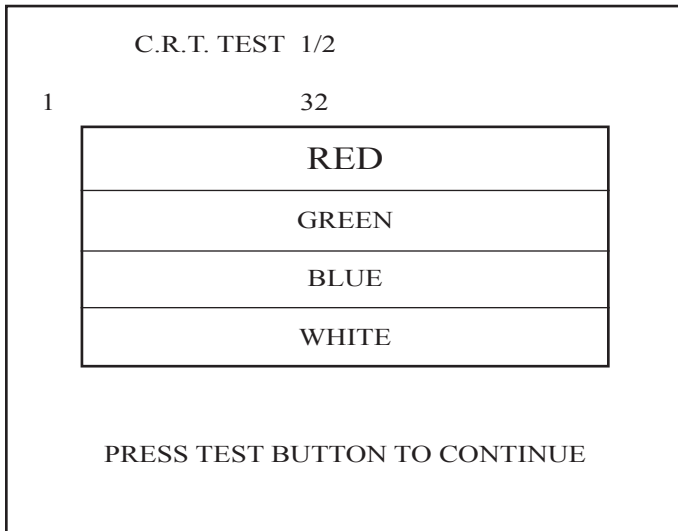 C.R.T. TEST 1/2
1 32
RED
GREEN
BLUE
WHITE
PRESS TEST BUTTON TO CONTINUE